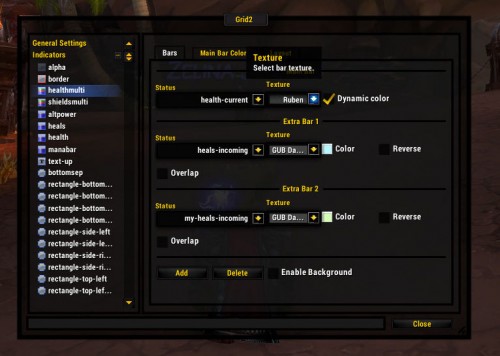 Grid2
General Settings
Indicators
alpha
border
healthmulti
shieldsmulti
altpower
heals
health
manabar
text-up
bottomsep
rectangle-bottom...
rectangle-bottom...
rectangle-bottom...
rectangle-bottom...
rectangle-side-left
rectangle-side-le...
rectangle-side-ri...
rectangle-side-ri...
rectangle-top-left
rectangle-top-lef...
Bars
Main Bar Color
Texture
Select bar texture.
Status
Texture
health-current
Ruben
Dynamic color
Extra Bar 1
Status
Texture
heals-incoming
GUB Da...
Color
Reverse
Overlap
Extra Bar 2
Status
Texture
my-heals-incoming
GUB Da...
Color
Reverse
Overlap
Add
Delete
Enable Background
Close